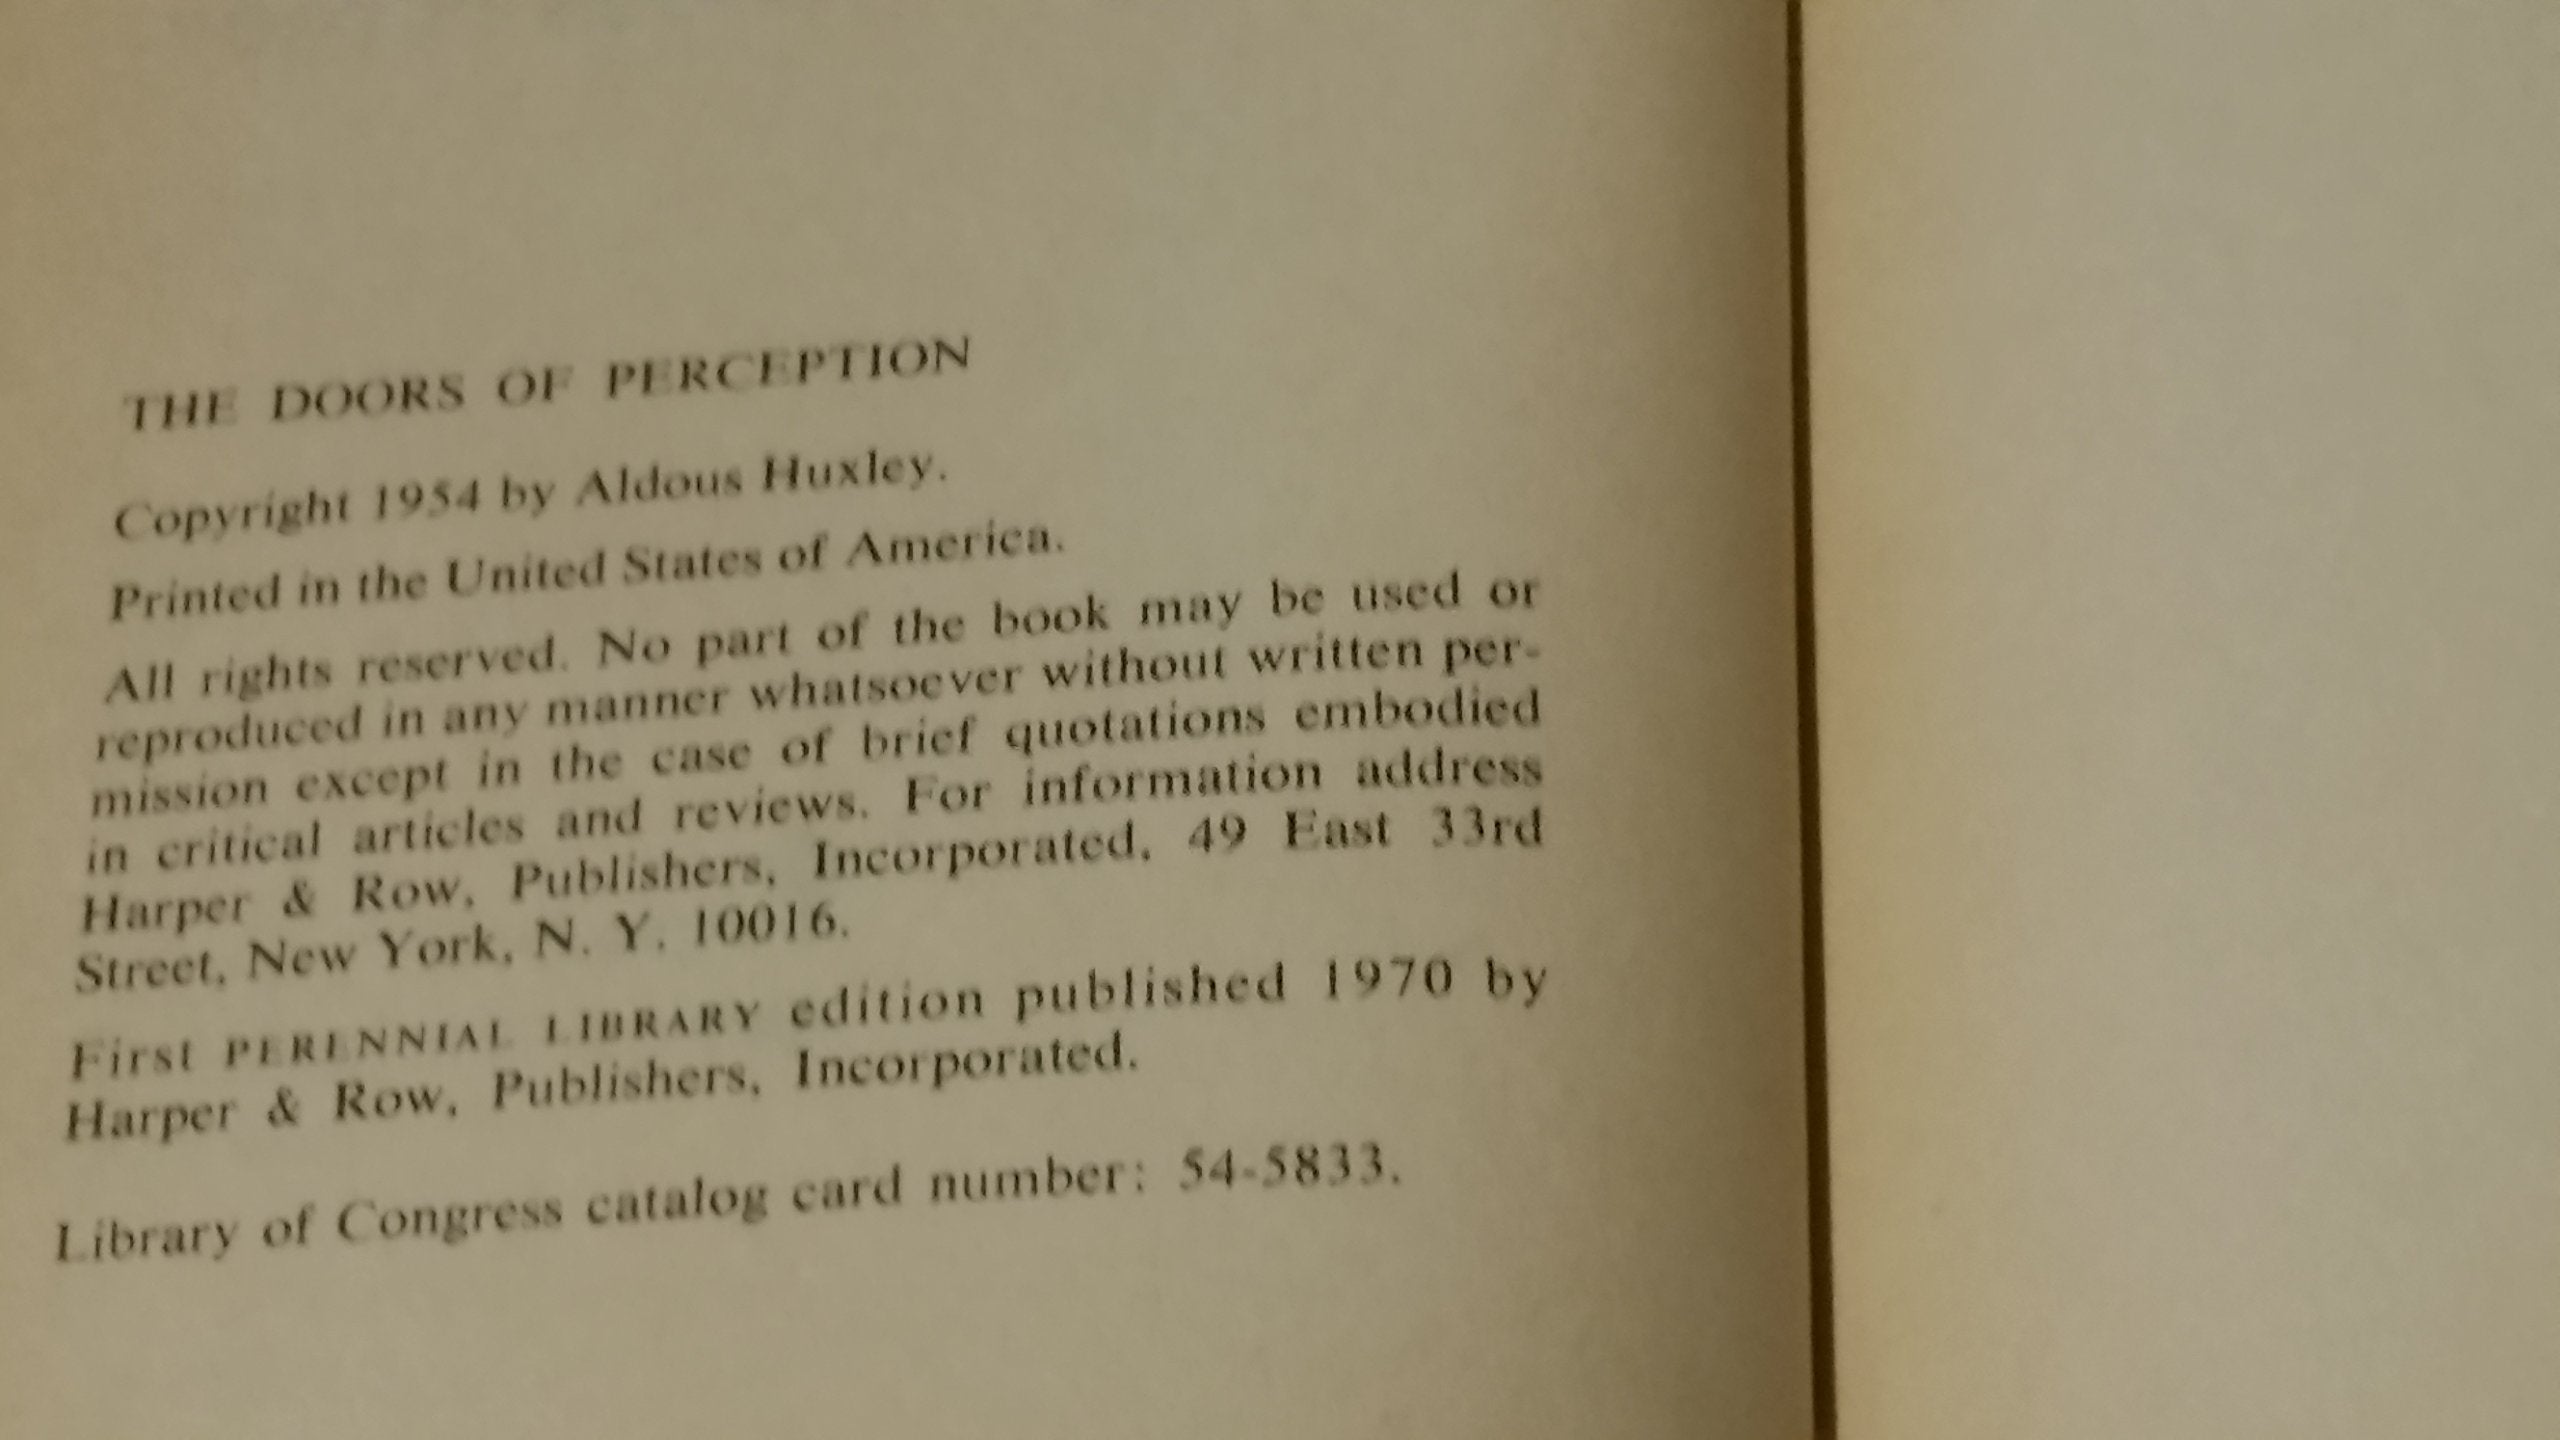 THE DOORS OF PERCEPTION
Copyright 1954 by Aldous Huxley.
Printed in the United States of America.
All rights reserved. No part of the book may be used or
reproduced in any manner whatsoever without written per-
mission except in the case of brief quotations embodied
in critical articles and reviews. For information address
Harper & Row, Publishers, Incorporated, 49 East 33rd
Street, New York, N. Y. 10016.
First PERENNIAL LIBRARY edition published 1970 by
Harper & Row, Publishers, Incorporated.
Library of Congress catalog card number: 54-5833.